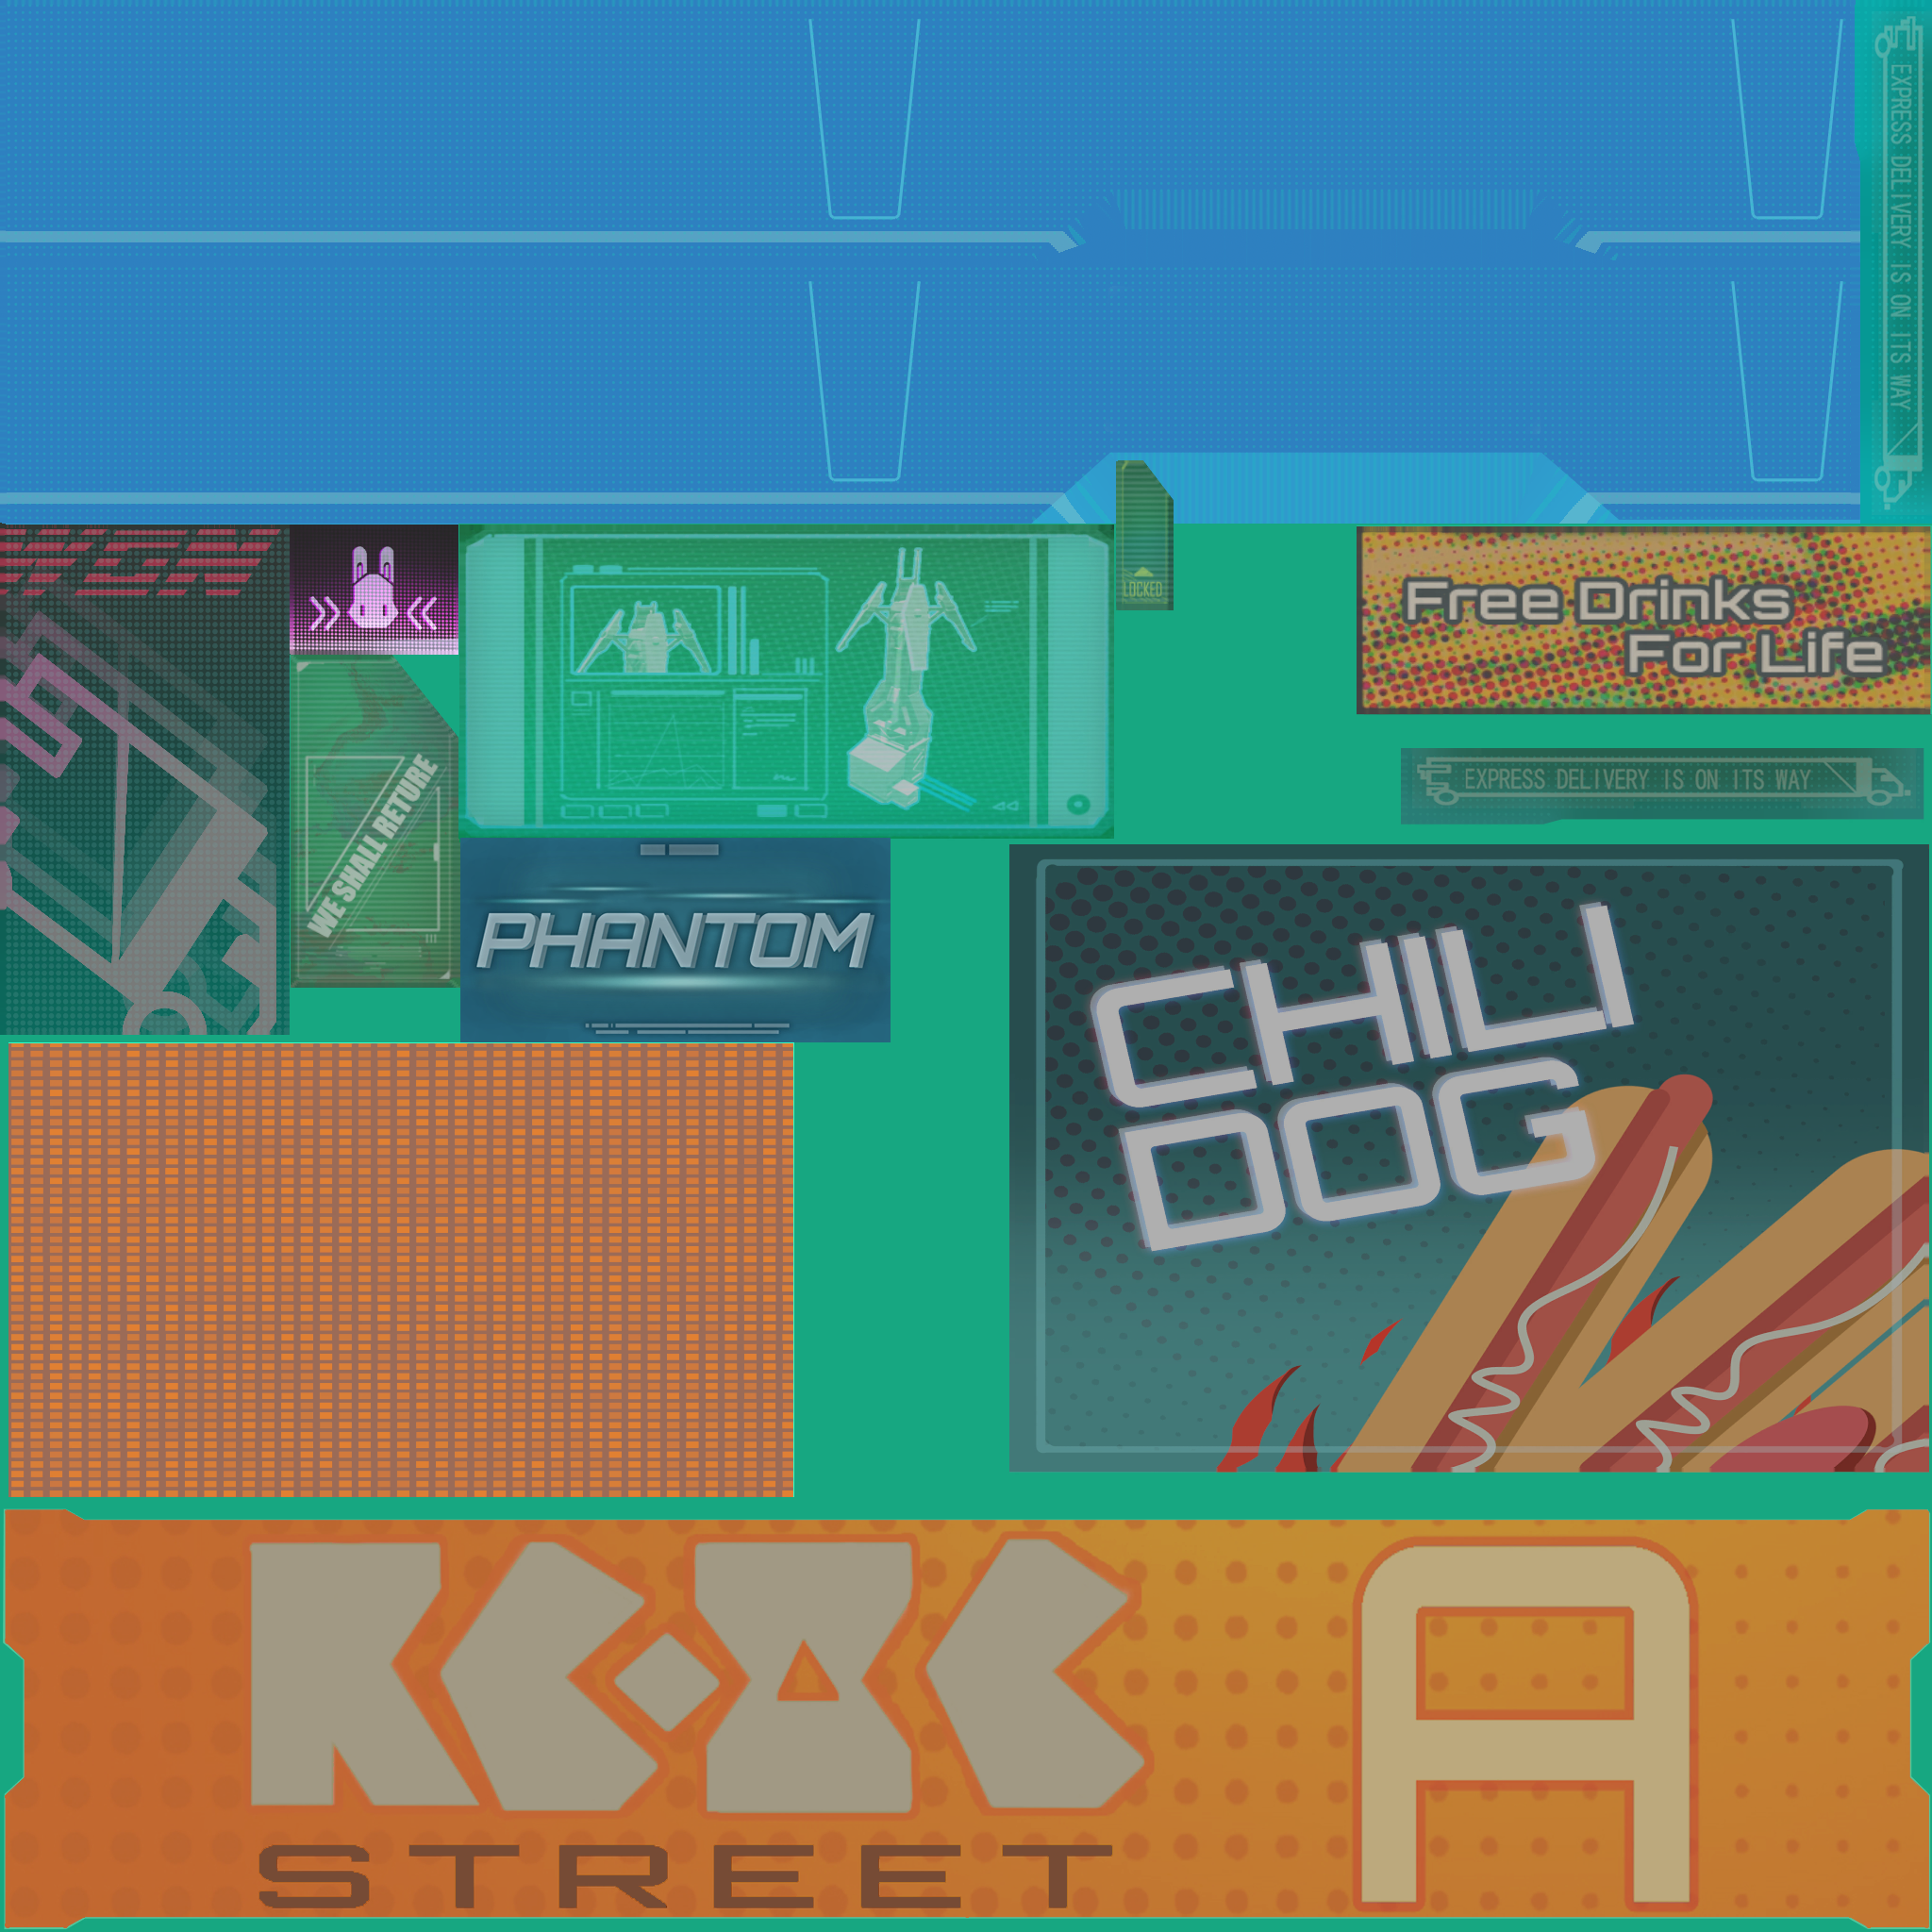 EXPRESS DELIVERY IS ON ITS WAY
LOCKED
Free Drinks
For Life
WE SHALL RETURE
EXPRESS DELIVERY IS ON ITS WAY
PHANTOM
CHILI
DOG
A
STREET